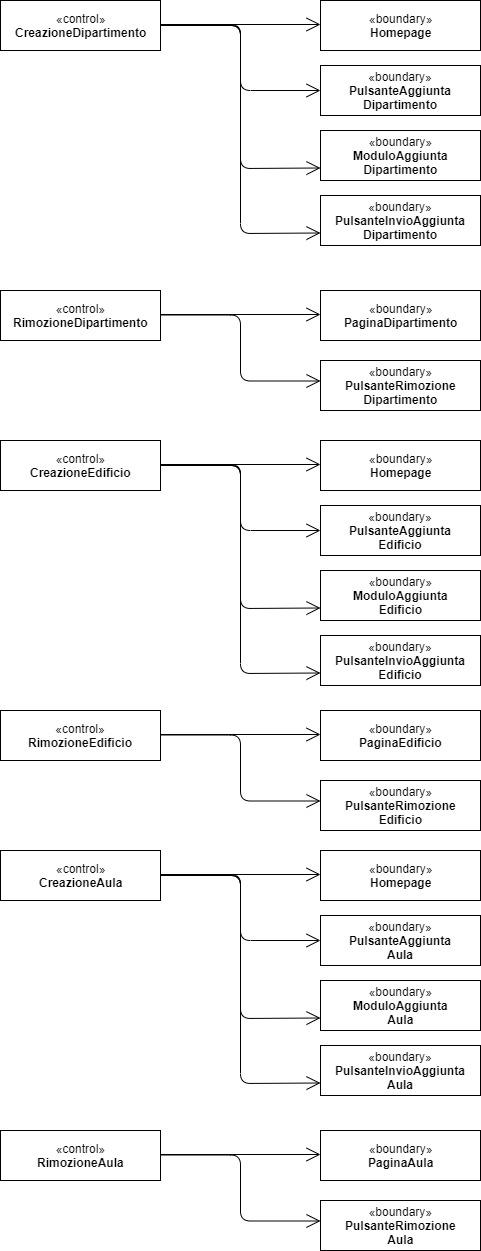 «control»
CreazioneDipartimento
«boundary»
Homepage
«boundary»
PulsanteAggiunta
Dipartimento
«boundary»
ModuloAggiunta
Dipartimento
«boundary»
PulsanteInvioAggiunta
Dipartimento
«control»
RimozioneDipartimento
«boundary»
PaginaDipartimento
«boundary»
PulsanteRimozione
Dipartimento
«control»
CreazioneEdificio
«boundary»
Homepage
«boundary»
PulsanteAggiunta
Edificio
«boundary»
ModuloAggiunta
Edificio
«boundary»
PulsanteInvioAggiunta
Edificio
«control»
RimozioneEdificio
«boundary»
PaginaEdificio
«boundary»
PulsanteRimozione
Edificio
«control»
CreazioneAula
«boundary»
Homepage
«boundary»
PulsanteAggiunta
Aula
«boundary»
ModuloAggiunta
Aula
«boundary»
PulsanteInvioAggiunta
Aula
«control»
RimozioneAula
«boundary»
PaginaAula
«boundary»
PulsanteRimozione
Aula